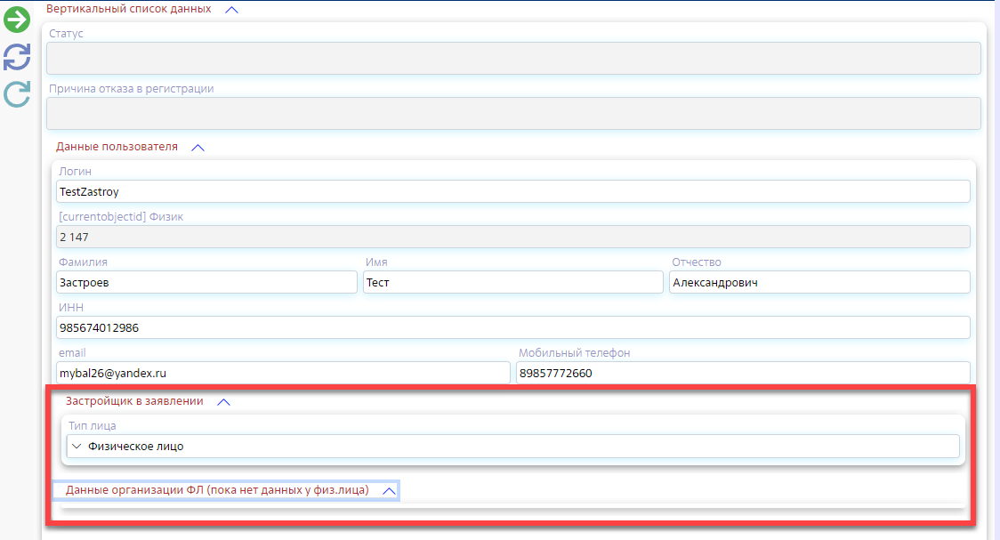 Вертикальный список данных
Статус
Причина отказа в регистрации
Данные пользователя
Логин
TestZastroy
[currentobjectid] Физик
2 147
Фамилия Имя Отчество
Застроев Тест Александрович
ИНН
985674012986
email Мобильный телефон
mybal26@yandex.ru 89857772660
Застройщик в заявлении
Тип лица
Физическое лицо
Данные организации ФЛ (пока нет данных у физ.лица)